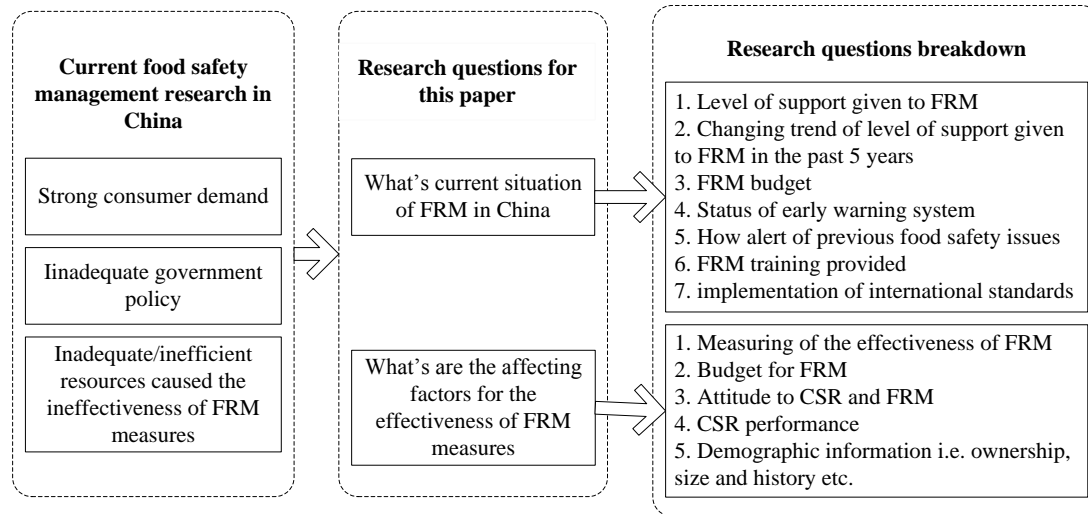 Current food safety
management research in
China
Strong consumer demand
Iinadequate government
policy
Inadequate/inefficient
resources caused the
ineffectiveness of FRM
measures
Research questions for
this paper
What's current situation
of FRM in China
What's are the affecting
factors for the
effectiveness of FRM
measures
Research questions breakdown
1. Level of support given to FRM
2. Changing trend of level of support given
to FRM in the past 5 years
3. FRM budget
4. Status of early warning system
5. How alert of previous food safety issues
6. FRM training provided
7. implementation of international standards
1. Measuring of the effectiveness of FRM
2. Budget for FRM
3. Attitude to CSR and FRM
4. CSR performance
5. Demographic information i.e. ownership,
size and history etc.